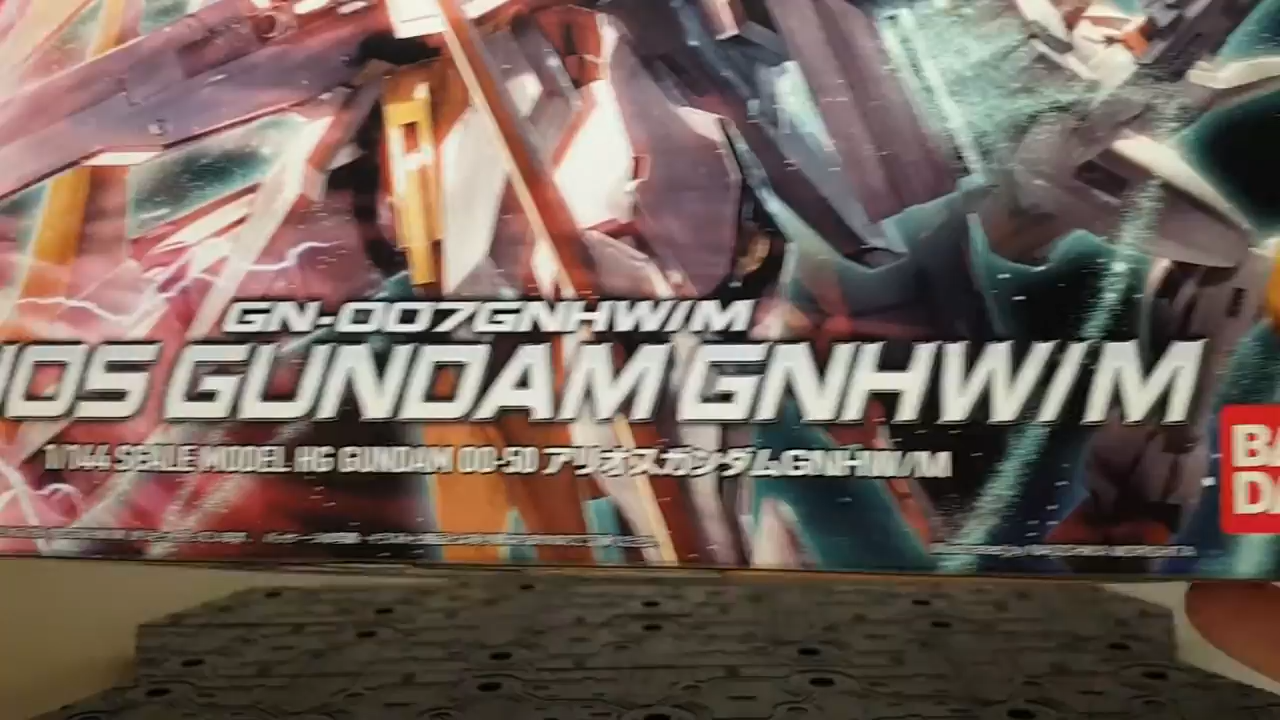 GN-007GNHW/M
IOS GUNDAM GNHW/M
1/144 SCALE MODEL HG GUNDAM 00-50 アリオスガンダムGNHW/M
BA
DA